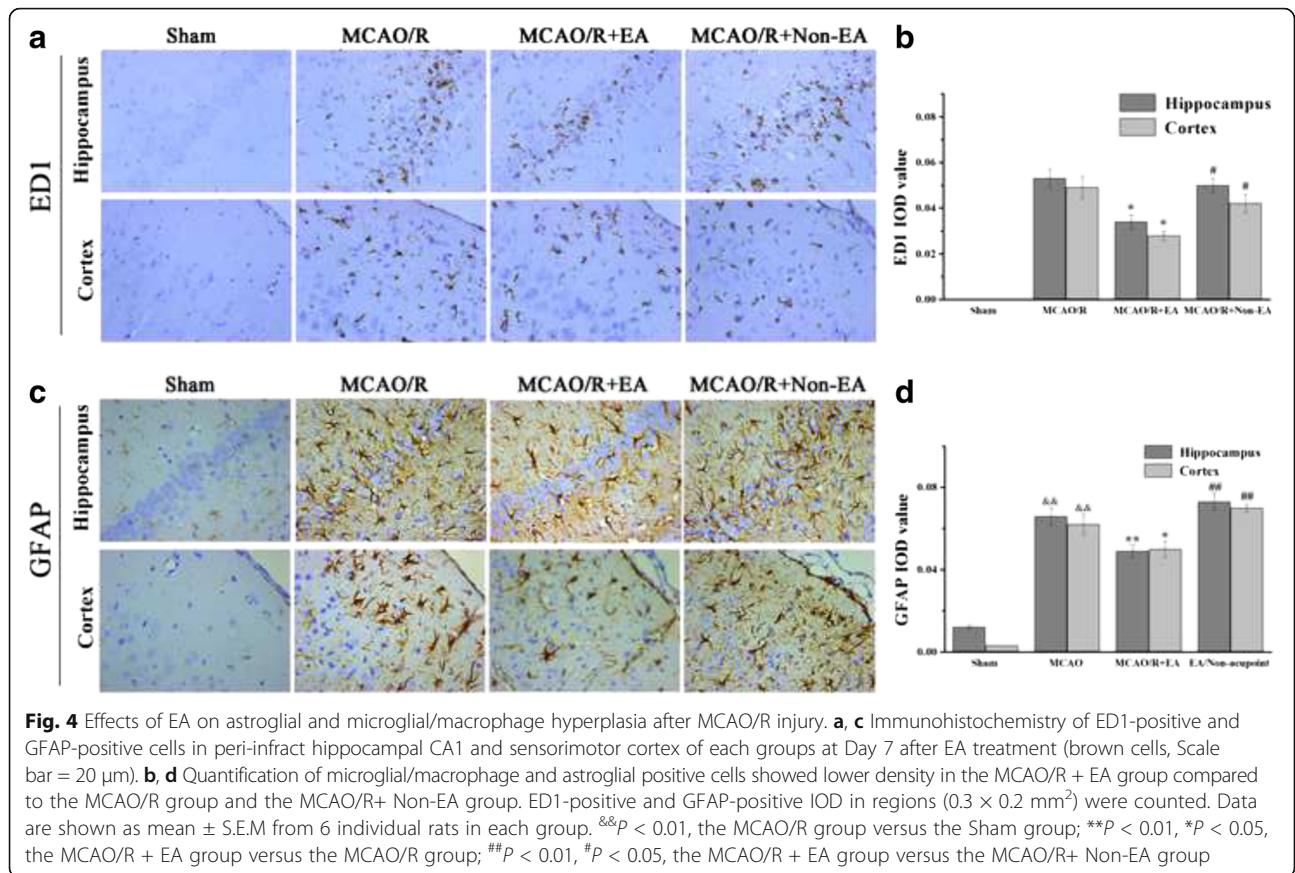 a
Sham MCAO/R MCAO/R+EA MCAO/R+Non-EA
ED1
Hippocampus
Cortex
b
Hippocampus
Cortex
ED1 IOD value
0.08
0.06
0.04
0.02
0.00
* * # #
Sham MCAO/R MCAO/R+EA MCAO/R+Non-EA
c
Sham MCAO/R MCAO/R+EA MCAO/R+Non-EA
GFAP
Hippocampus
Cortex
d
Hippocampus
Cortex
GFAP IOD value
0.08
0.04
0.00
&& && ** * ## ##
Sham MCAO MCAO/R+EA EA/Non-acupoint
Fig. 4 Effects of EA on astroglial and microglial/macrophage hyperplasia after MCAO/R injury. a, c Immunohistochemistry of ED1-positive and
GFAP-positive cells in peri-infract hippocampal CA1 and sensorimotor cortex of each groups at Day 7 after EA treatment (brown cells, Scale
bar = 20 μm). b, d Quantification of microglial/macrophage and astroglial positive cells showed lower density in the MCAO/R + EA group compared
to the MCAO/R group and the MCAO/R+ Non-EA group. ED1-positive and GFAP-positive IOD in regions (0.3 × 0.2 mm²) were counted. Data
are shown as mean ± S.E.M from 6 individual rats in each group. &&P < 0.01, the MCAO/R group versus the Sham group; **P < 0.01, *P < 0.05,
the MCAO/R + EA group versus the MCAO/R group; ##P < 0.01, #P < 0.05, the MCAO/R + EA group versus the MCAO/R+ Non-EA group